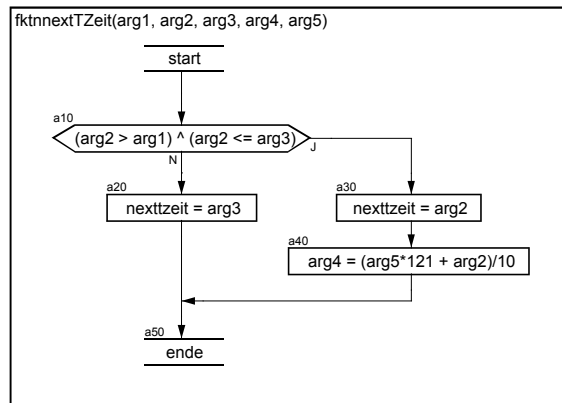 fktnnextTZeit(arg1, arg2, arg3, arg4, arg5)
start
a10
(arg2 > arg1) ^ (arg2 <= arg3)
N
J
a20
nexttzeit = arg3
a30
nexttzeit = arg2
a40
arg4 = (arg5*121 + arg2)/10
a50
ende